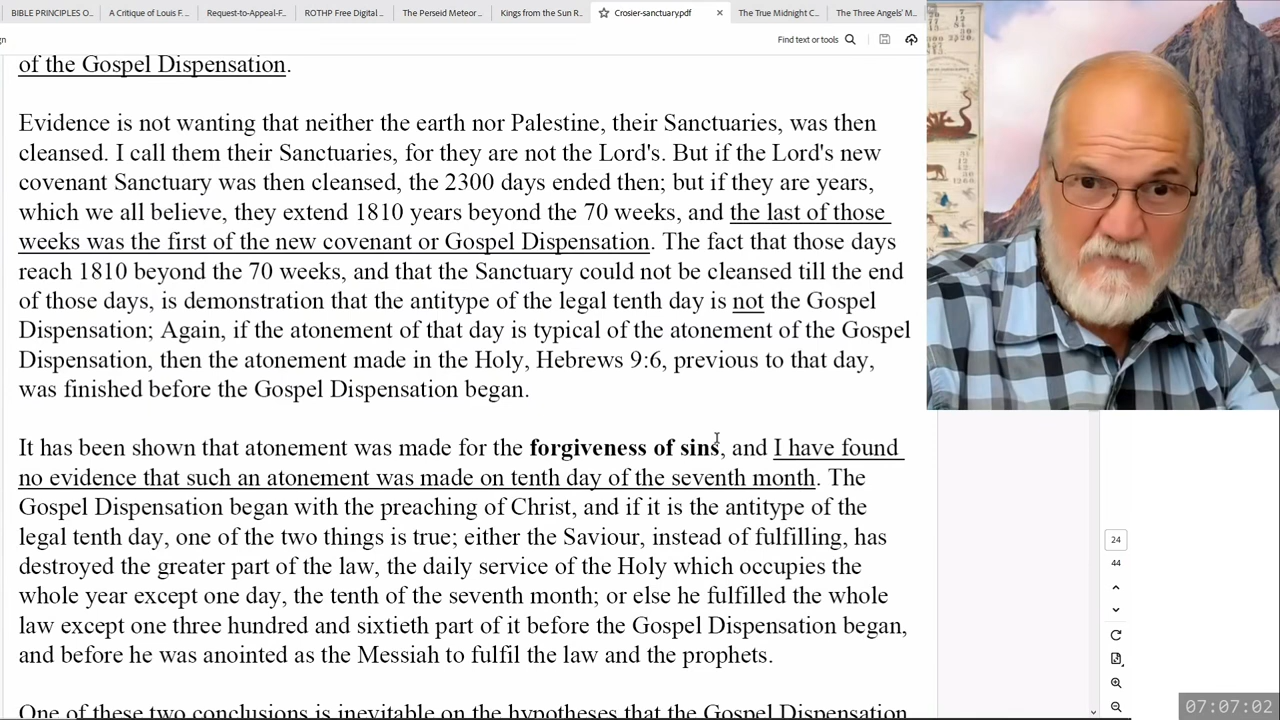 BIBLE PRINCIPLES O...
A Critique of Louis F. ...
Request-to-Appeal-F...
ROTHP Free Digital ...
The Perseid Meteor ...
Kings from the Sun R...
Crosier-sanctuary.pdf
The True Midnight C...
The Three Angels' M...
gn
Find text or tools
of the Gospel Dispensation.
Evidence is not wanting that neither the earth nor Palestine, their Sanctuaries, was then
cleansed. I call them their Sanctuaries, for they are not the Lord's. But if the Lord's new
covenant Sanctuary was then cleansed, the 2300 days ended then; but if they are years,
which we all believe, they extend 1810 years beyond the 70 weeks, and the last of those
weeks was the first of the new covenant or Gospel Dispensation. The fact that those days
reach 1810 beyond the 70 weeks, and that the Sanctuary could not be cleansed till the end
of those days, is demonstration that the antitype of the legal tenth day is not the Gospel
Dispensation; Again, if the atonement of that day is typical of the atonement of the Gospel
Dispensation, then the atonement made in the Holy, Hebrews 9:6, previous to that day,
was finished before the Gospel Dispensation began.
It has been shown that atonement was made for the forgiveness of sins, and I have found
no evidence that such an atonement was made on tenth day of the seventh month. The
Gospel Dispensation began with the preaching of Christ, and if it is the antitype of the
legal tenth day, one of the two things is true; either the Saviour, instead of fulfilling, has
destroyed the greater part of the law, the daily service of the Holy which occupies the
whole year except one day, the tenth of the seventh month; or else he fulfilled the whole
law except one three hundred and sixtieth part of it before the Gospel Dispensation began,
and before he was anointed as the Messiah to fulfil the law and the prophets.
One of these two conclusions is inevitable on the hypotheses that the Gospel Dispensation
24
44
07:07:02